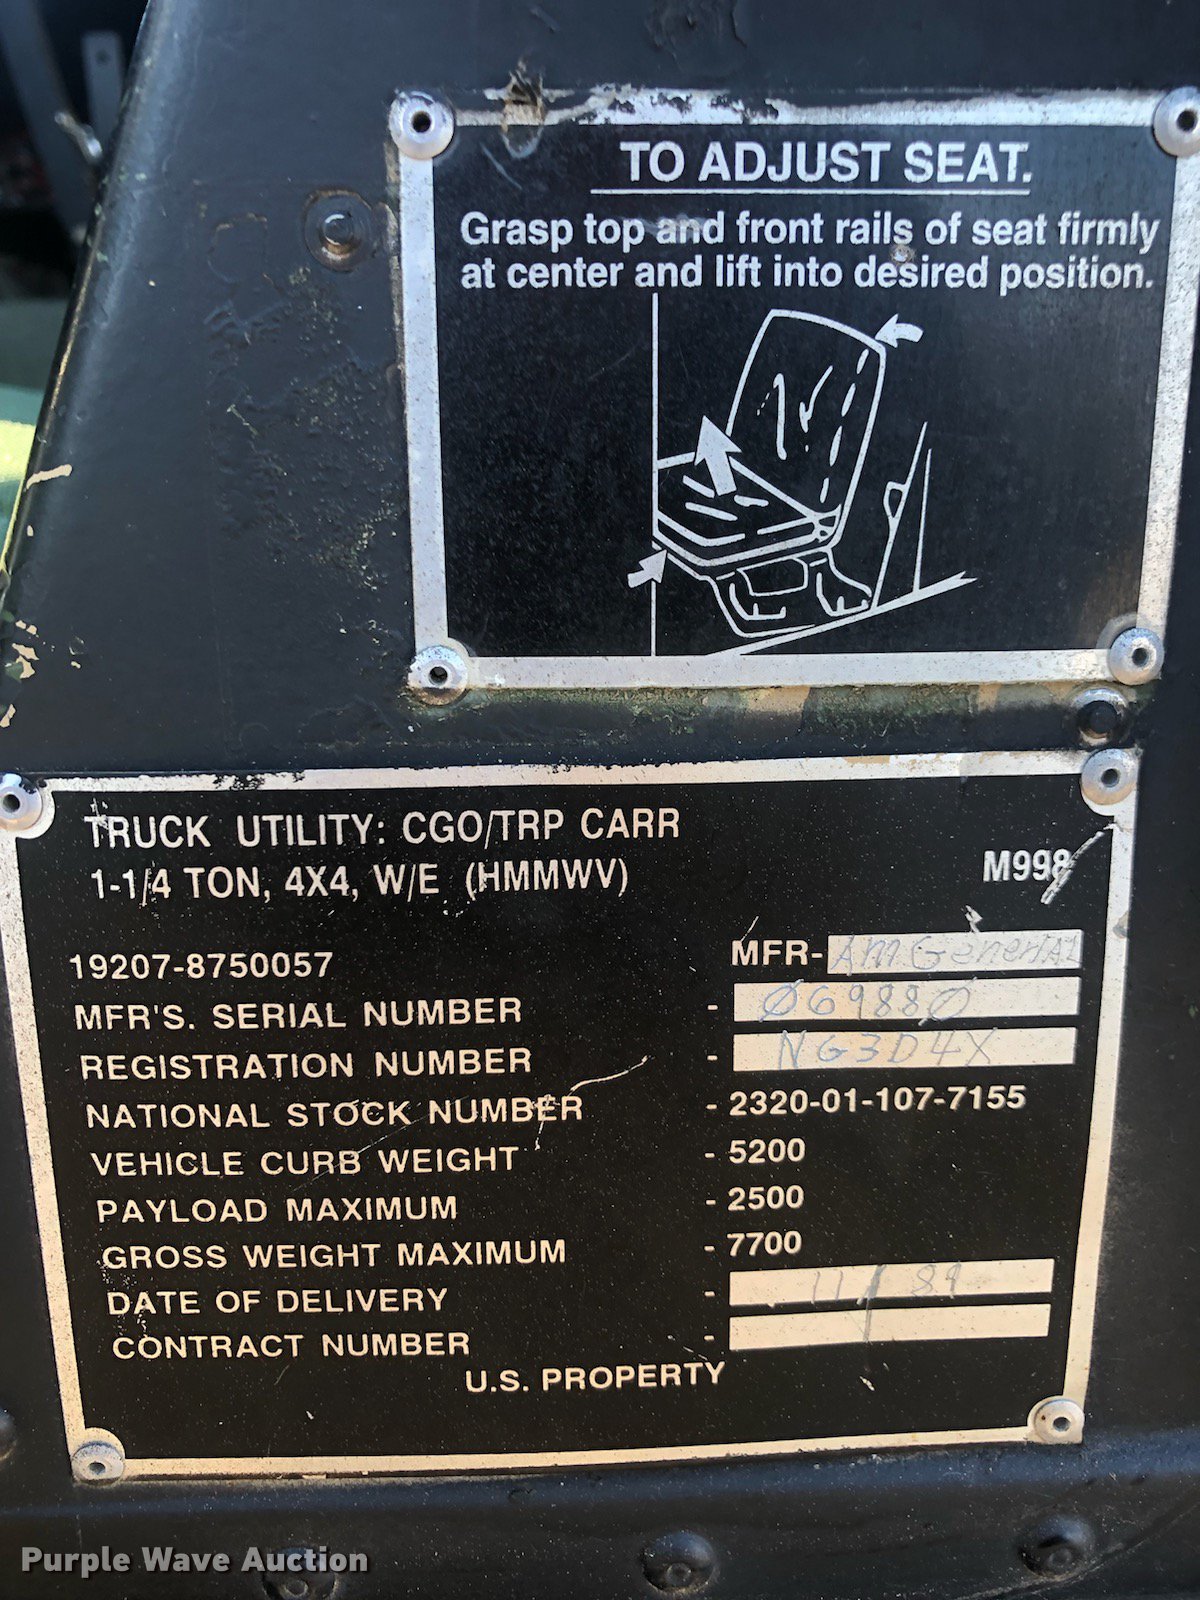 TO ADJUST SEAT.
Grasp top and front rails of seat firmly
at center and lift into desired position.
TRUCK UTILITY: CGO/TRP CARR
1-1/4 TON, 4X4, W/E (HMMWV) M998
19207-8750057 MFR- Am General
MFR'S. SERIAL NUMBER - Ø6988Ø
REGISTRATION NUMBER - NG3D4X
NATIONAL STOCK NUMBER - 2320-01-107-7155
VEHICLE CURB WEIGHT - 5200
PAYLOAD MAXIMUM - 2500
GROSS WEIGHT MAXIMUM - 7700
DATE OF DELIVERY - 11/89
CONTRACT NUMBER -
U.S. PROPERTY
Purple Wave Auction